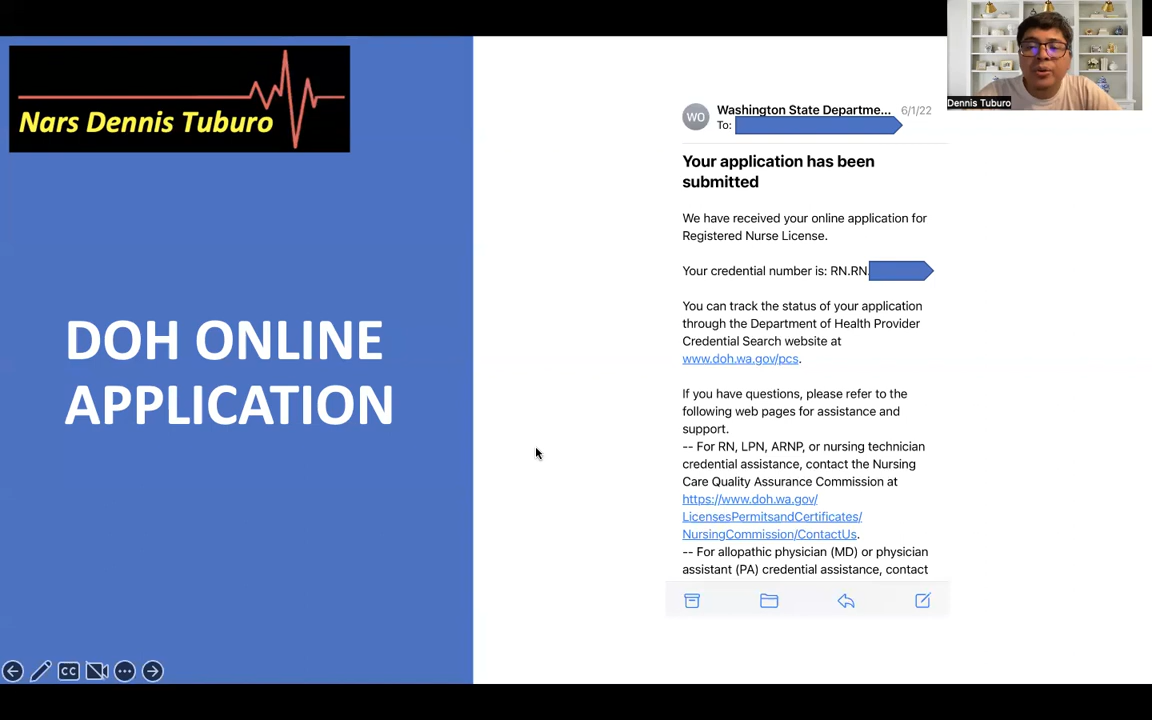 Nars Dennis Tuburo
DOH ONLINE
APPLICATION
WO
Washington State Departme...
6/1/22
To:
Your application has been
submitted
We have received your online application for
Registered Nurse License.
Your credential number is: RN.RN.
You can track the status of your application
through the Department of Health Provider
Credential Search website at
www.doh.wa.gov/pcs.
If you have questions, please refer to the
following web pages for assistance and
support.
-- For RN, LPN, ARNP, or nursing technician
credential assistance, contact the Nursing
Care Quality Assurance Commission at
https://www.doh.wa.gov/
LicensesPermitsandCertificates/
NursingCommission/ContactUs.
-- For allopathic physician (MD) or physician
assistant (PA) credential assistance, contact
Dennis Tuburo
CC